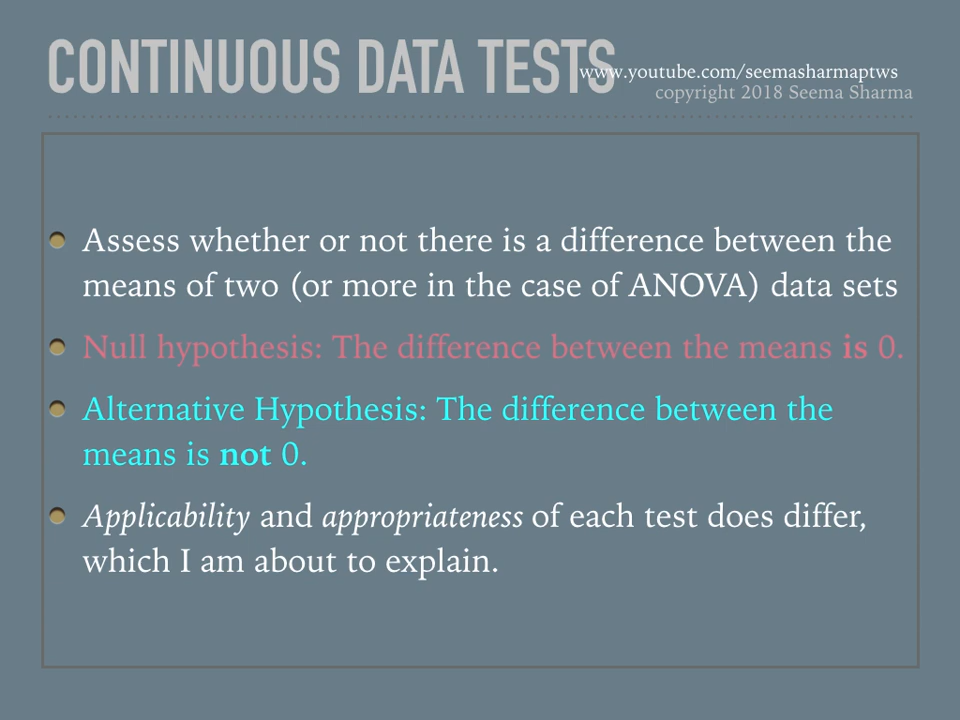 CONTINUOUS DATA TESTS
www.youtube.com/seemasharmaptws
copyright 2018 Seema Sharma
Assess whether or not there is a difference between the
means of two (or more in the case of ANOVA) data sets
Null hypothesis: The difference between the means is 0.
Alternative Hypothesis: The difference between the
means is not 0.
Applicability and appropriateness of each test does differ,
which I am about to explain.